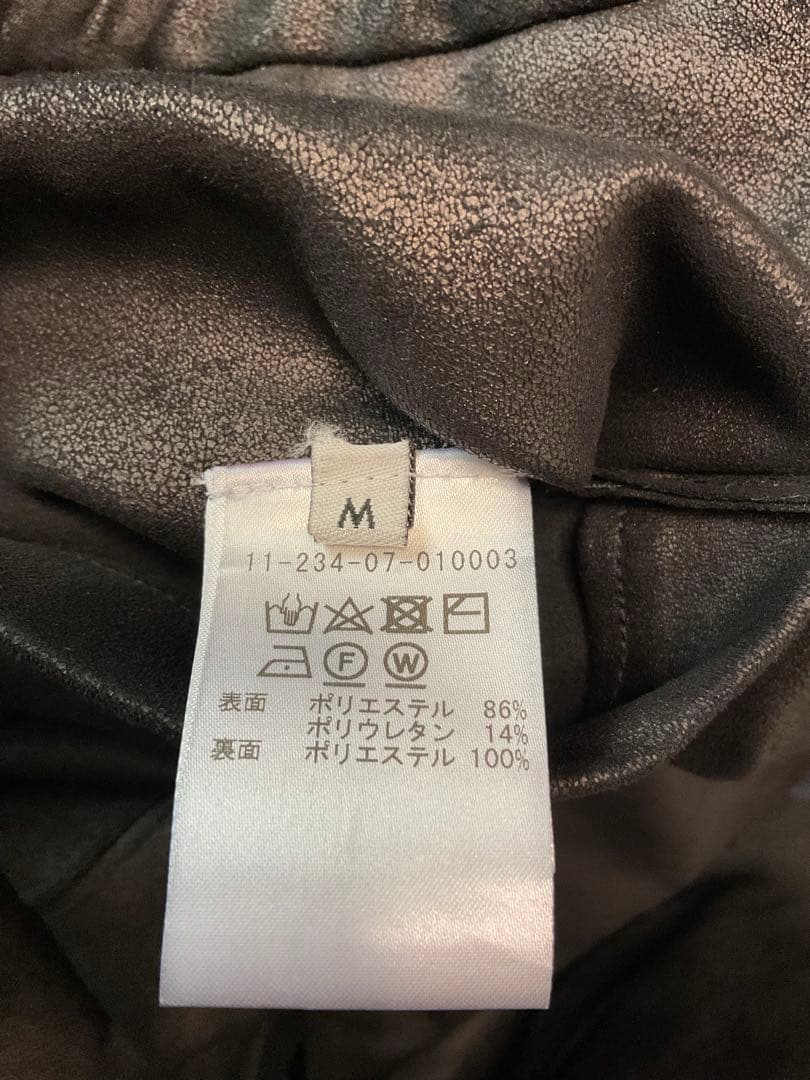 M
11-234-07-010003
F W
表面 ポリエステル 86%
ポリウレタン 14%
裏面 ポリエステル 100%